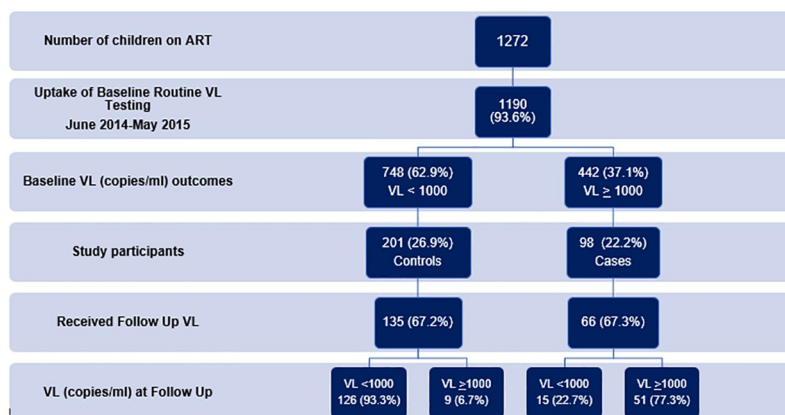 Number of children on ART
1272
Uptake of Baseline Routine VL
Testing
June 2014-May 2015
1190
(93.6%)
Baseline VL (copies/ml) outcomes
748 (62.9%)
VL < 1000
442 (37.1%)
VL ≥ 1000
Study participants
201 (26.9%)
Controls
98 (22.2%)
Cases
Received Follow Up VL
135 (67.2%)
66 (67.3%)
VL (copies/ml) at Follow Up
VL <1000
126 (93.3%)
VL ≥1000
9 (6.7%)
VL <1000
15 (22.7%)
VL ≥1000
51 (77.3%)